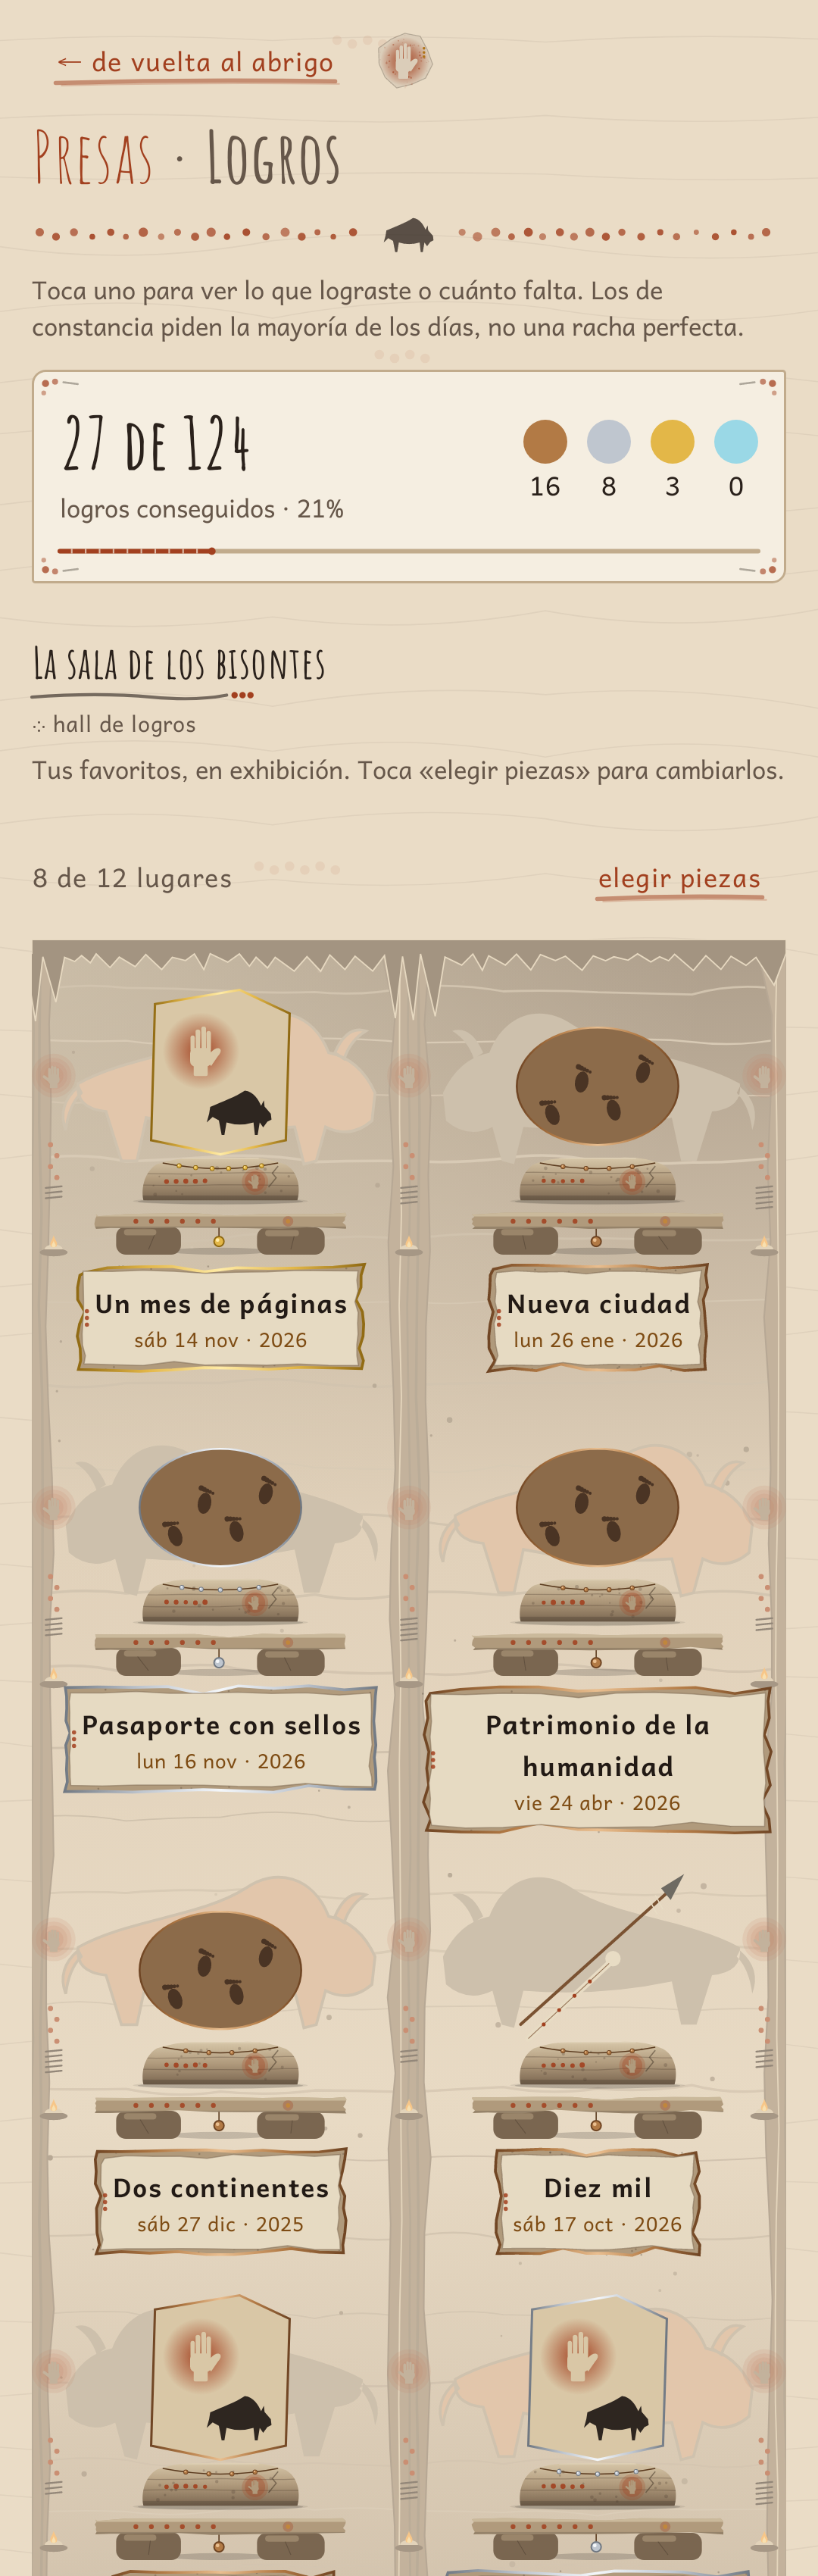 ← de vuelta al abrigo
Presas · Logros
Toca uno para ver lo que lograste o cuánto falta. Los de
constancia piden la mayoría de los días, no una racha perfecta.
27 de 124
logros conseguidos · 21%
16 8 3 0
La sala de los bisontes
hall de logros
Tus favoritos, en exhibición. Toca «elegir piezas» para cambiarlos.
8 de 12 lugares
elegir piezas
Un mes de páginas
sáb 14 nov · 2026
Nueva ciudad
lun 26 ene · 2026
Pasaporte con sellos
lun 16 nov · 2026
Patrimonio de la
humanidad
vie 24 abr · 2026
Dos continentes
sáb 27 dic · 2025
Diez mil
sáb 17 oct · 2026